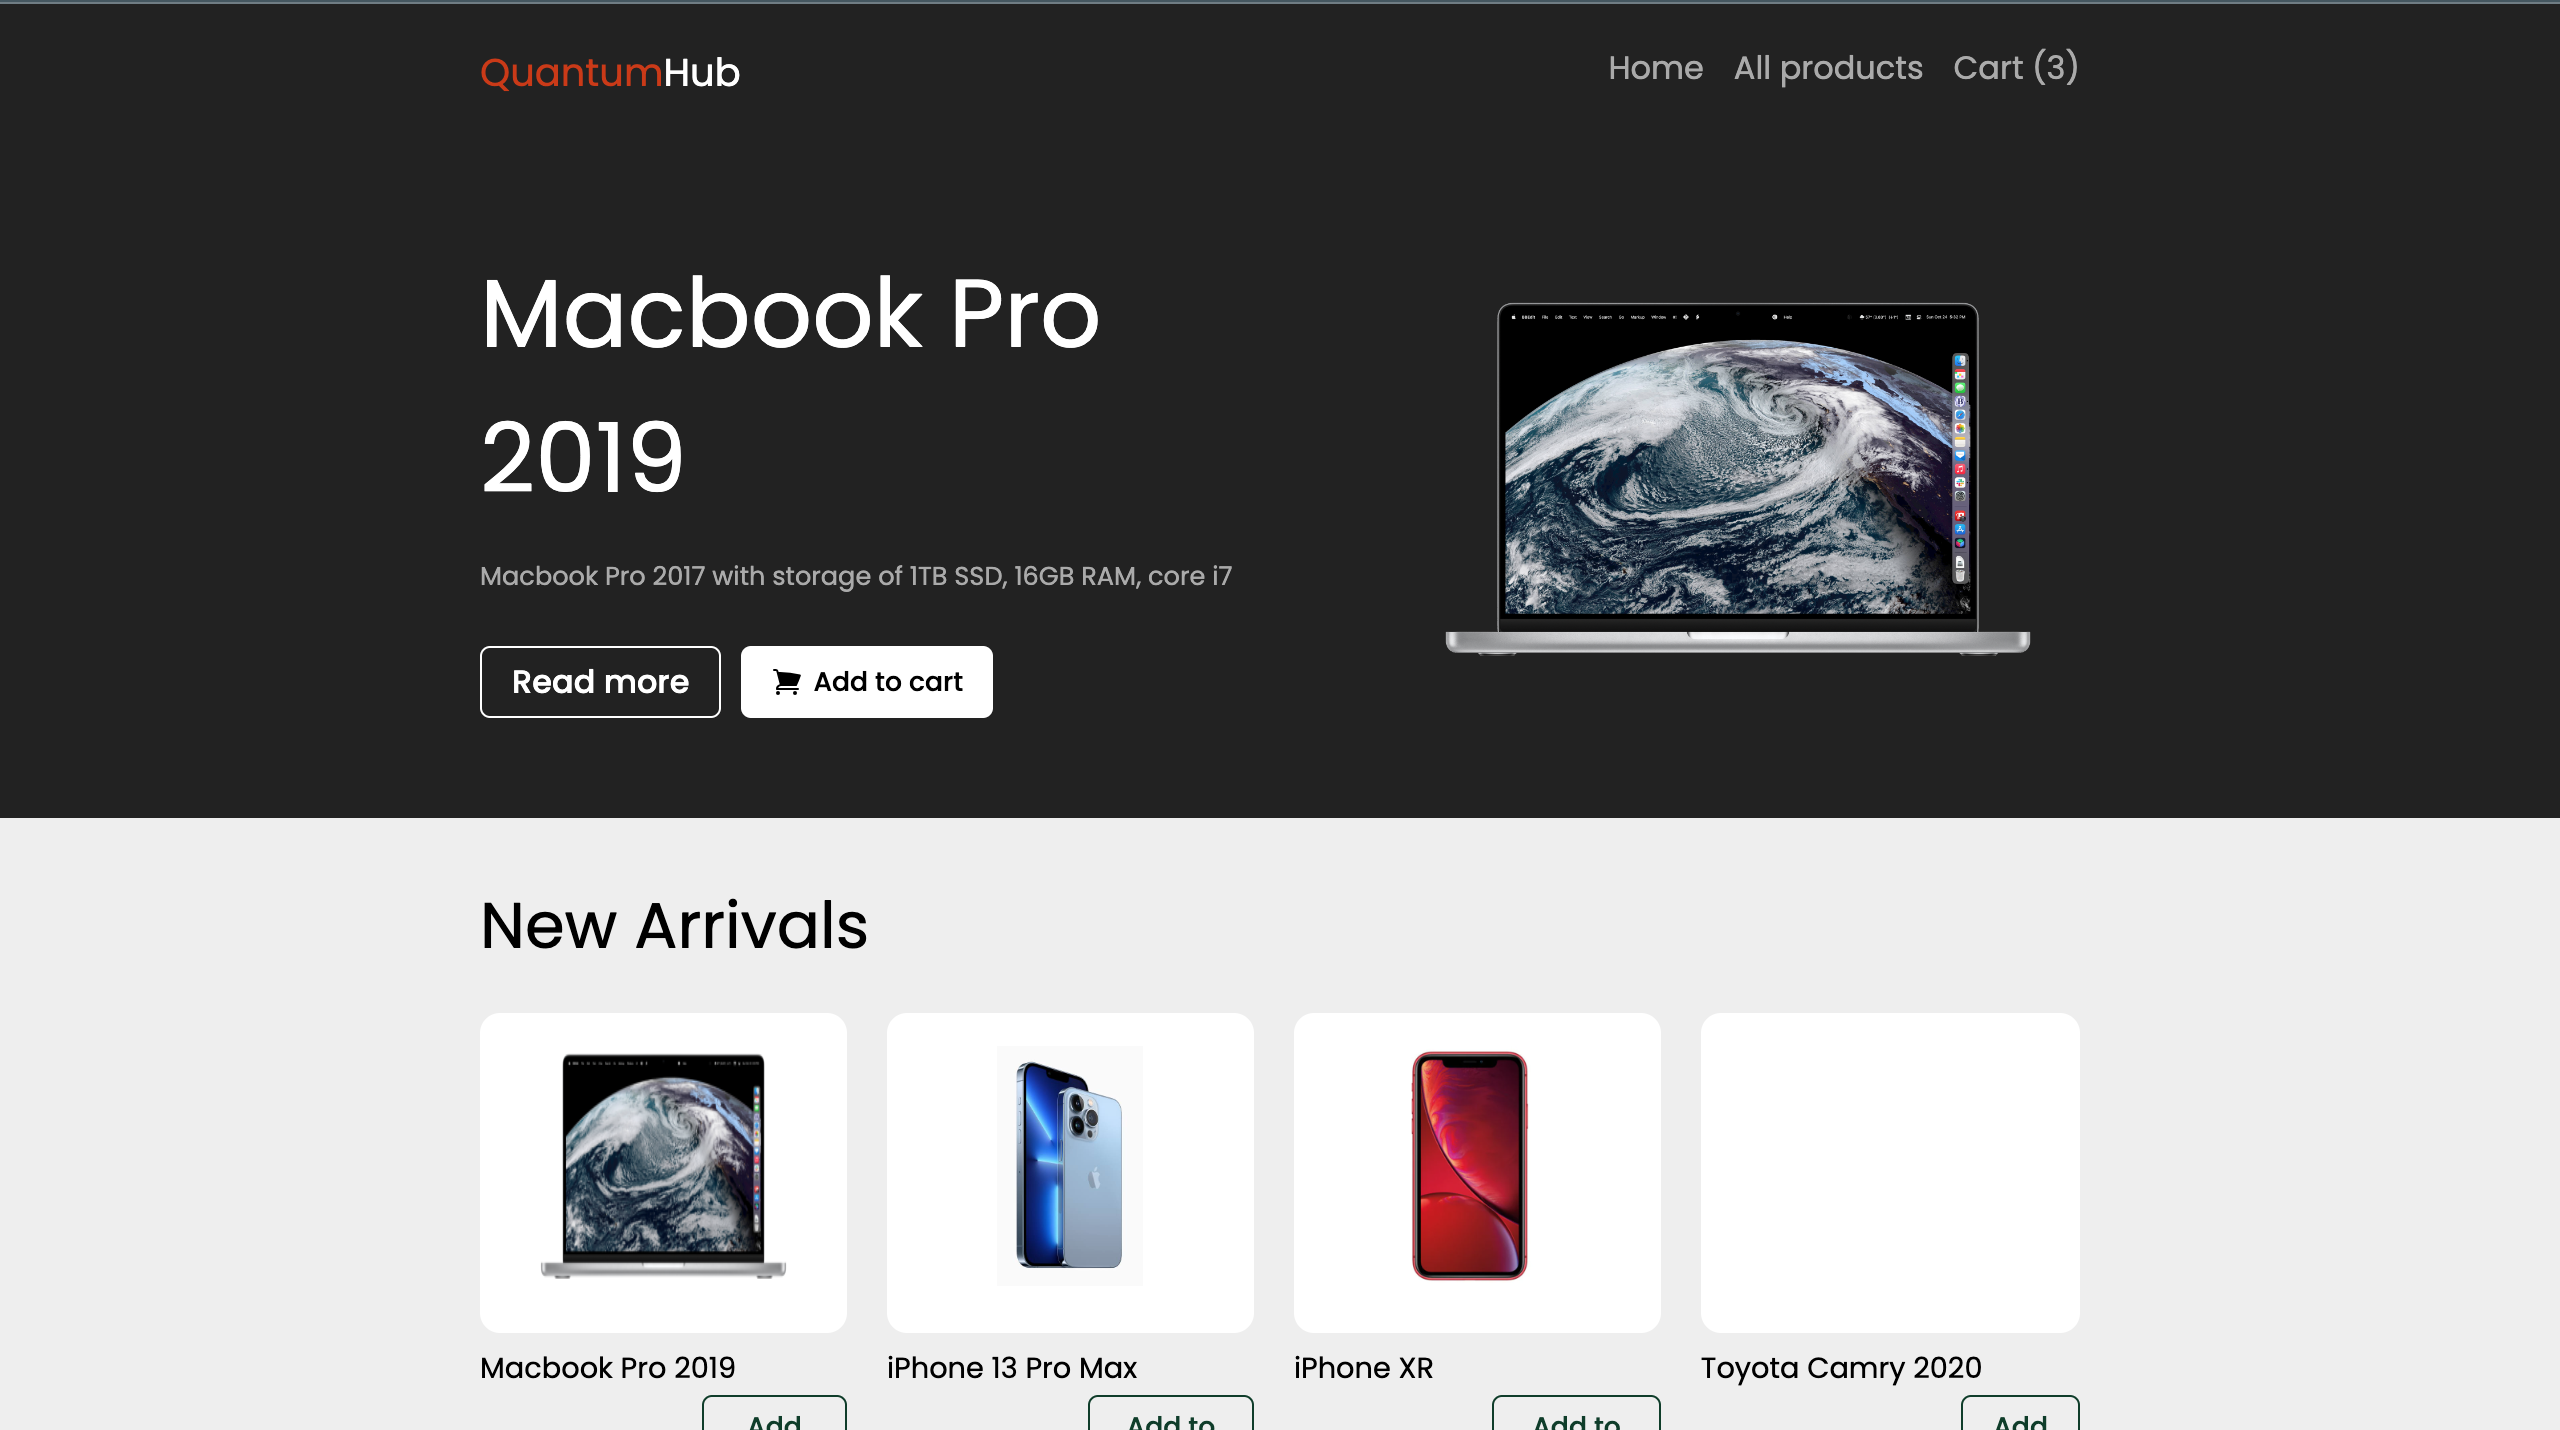 QuantumHub
Home All products Cart (3)
Macbook Pro
2019
Macbook Pro 2017 with storage of 1TB SSD, 16GB RAM, core i7
Read more Add to cart
New Arrivals
Macbook Pro 2019 iPhone 13 Pro Max iPhone XR Toyota Camry 2020
Add Add to Add to Add